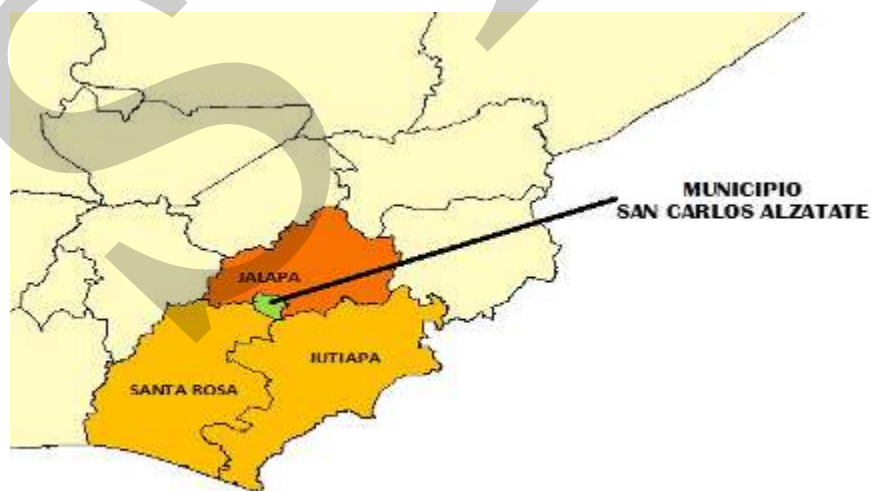 MUNICIPIO
SAN CARLOS ALZATATE
JALAPA
JUTIAPA
SANTA ROSA